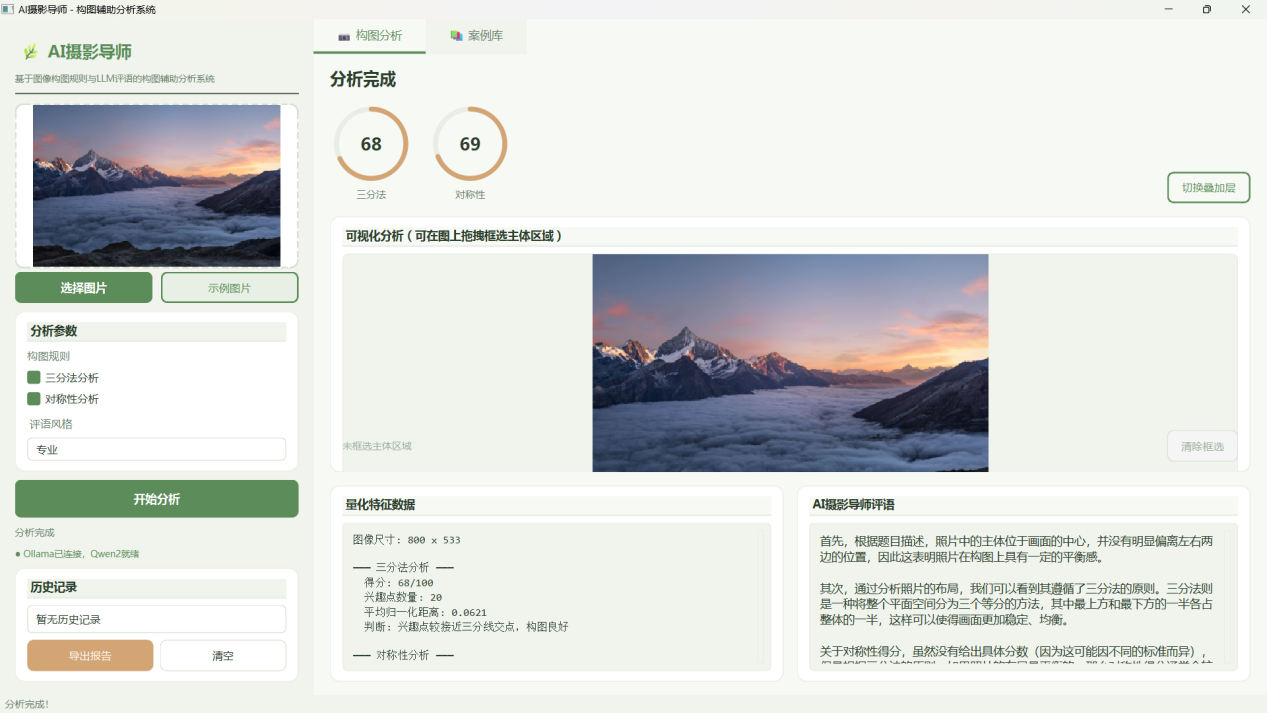 AI摄影导师 - 构图辅助分析系统
AI摄影导师
基于图像构图规则与LLM评语的构图辅助分析系统
选择图片
示例图片
分析参数
构图规则
三分法分析
对称性分析
评语风格
专业
开始分析
分析完成
● Ollama已连接，Qwen2就绪
历史记录
暂无历史记录
导出报告
清空
分析完成!
构图分析
案例库
分析完成
68
三分法
69
对称性
切换叠加层
可视化分析（可在图上拖拽框选主体区域）
未框选主体区域
清除框选
量化特征数据
图像尺寸: 800 x 533
—— 三分法分析 ——
得分: 68/100
兴趣点数量: 20
平均归一化距离: 0.0621
判断: 兴趣点较接近三分线交点, 构图良好
—— 对称性分析 ——
AI摄影导师评语
首先，根据题目描述，照片中的主体位于画面的中心，并没有明显偏离左右两
边的位置，因此这表明照片在构图上具有一定的平衡感。
其次，通过分析照片的布局，我们可以看到其遵循了三分法的原则。三分法则
是一种将整个平面空间分为三个等分的方法，其中最上方和最下方的一半各占
整体的一半，这样可以使得画面更加稳定、均衡。
关于对称性得分，虽然没有给出具体分数（因为这可能因不同的标准而异），